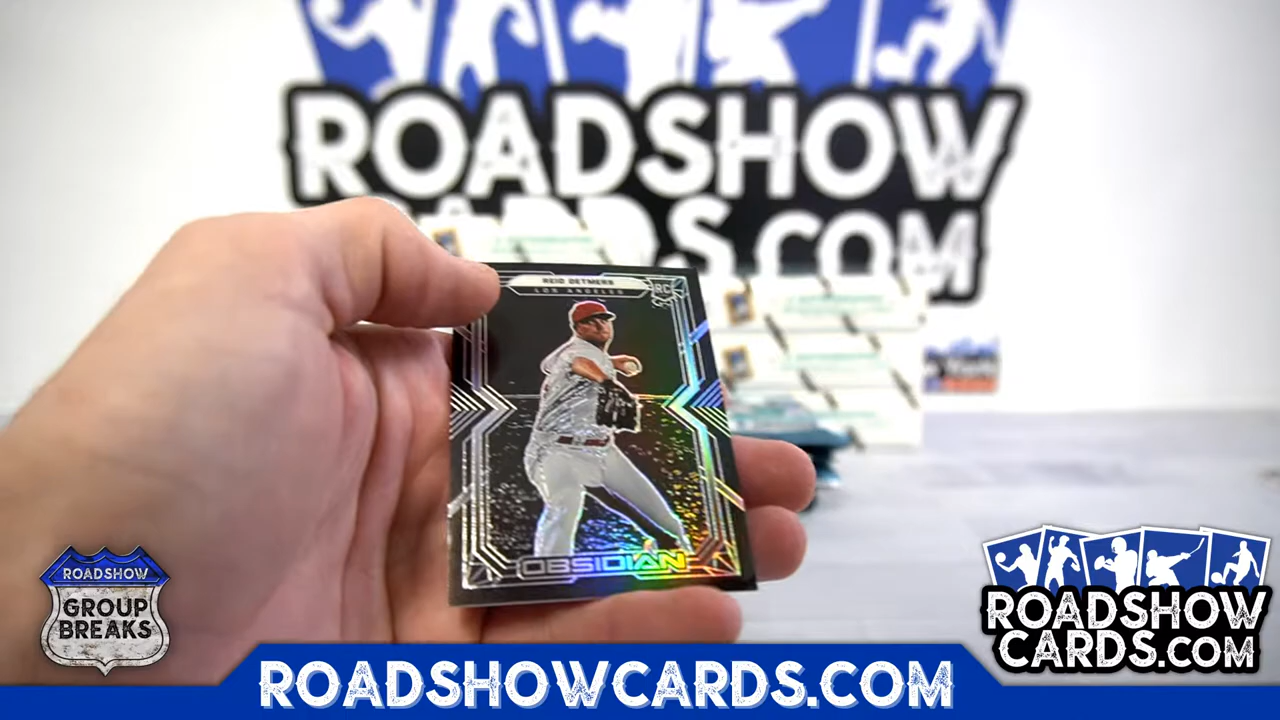 ROADSHOW
CARDS.COM
REID DETMERS
LOS ANGELES
RC
OBSIDIAN
ROADSHOW
GROUP
BREAKS
ROADSHOW
CARDS.COM
ROADSHOWCARDS.COM